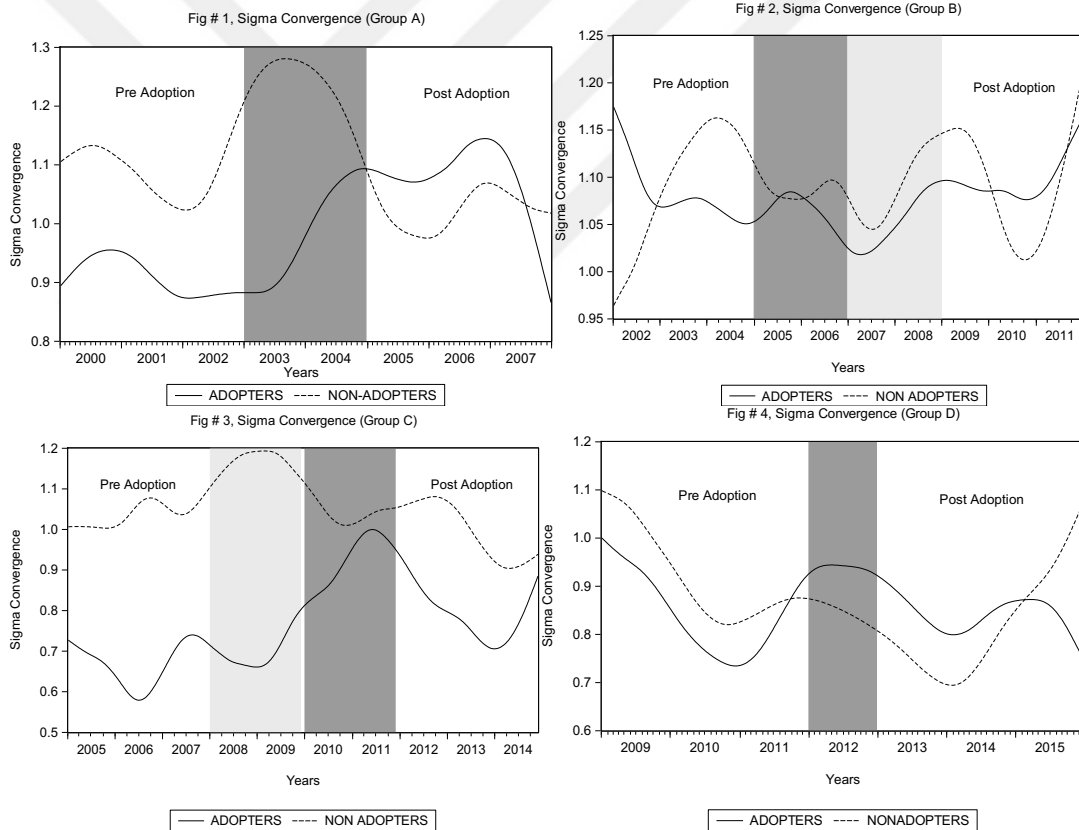 Fig # 1, Sigma Convergence (Group A)
1.3
1.2
1.1
1.0
0.9
0.8
Sigma Convergence
Pre Adoption
Post Adoption
2000 2001 2002 2003 2004 2005 2006 2007
Years
ADOPTERS NON-ADOPTERS
Fig # 2, Sigma Convergence (Group B)
1.25
1.20
1.15
1.10
1.05
1.00
0.95
Sigma Convergence
Pre Adoption
Post Adoption
2002 2003 2004 2005 2006 2007 2008 2009 2010 2011
Years
ADOPTERS NON ADOPTERS
Fig # 3, Sigma Convergence (Group C)
1.2
1.1
1.0
0.9
0.8
0.7
0.6
0.5
Sigma Convergence
Pre Adoption
Post Adoption
2005 2006 2007 2008 2009 2010 2011 2012 2013 2014
Years
ADOPTERS NON ADOPTERS
Fig # 4, Sigma Convergence (Group D)
1.2
1.1
1.0
0.9
0.8
0.7
0.6
Sigma Convergence
Pre Adoption
Post Adoption
2009 2010 2011 2012 2013 2014 2015
Years
ADOPTERS NONADOPTERS